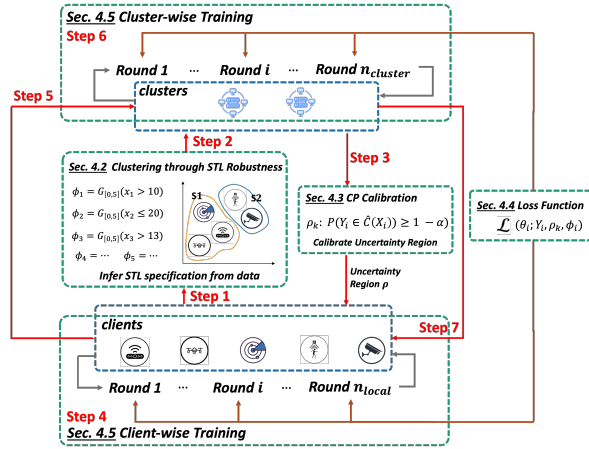 Sec. 4.5 Cluster-wise Training
Step 6
Round 1 ... Round i ... Round n_cluster
clusters
Step 5
Step 2
Step 3
Sec. 4.2 Clustering through STL Robustness
ϕ₁ = G[0,5](x₁ > 10)
ϕ₂ = G[0,5](x₂ ≤ 20)
ϕ₃ = G[0,5](x₃ > 13)
ϕ₄ = ⋯ ϕ₅ = ⋯
S1
S2
Infer STL specification from data
Sec. 4.3 CP Calibration
ρₖ: P(Yᵢ ∈ Ĉ(Xᵢ)) ≥ 1 − α)
Calibrate Uncertainty Region
Sec. 4.4 Loss Function
ℒ (θᵢ; Yᵢ, ρₖ, ϕᵢ)
Uncertainty
Region ρ
Step 1
clients
Step 7
Round 1 ... Round i ... Round n_local
Step 4
Sec. 4.5 Client-wise Training